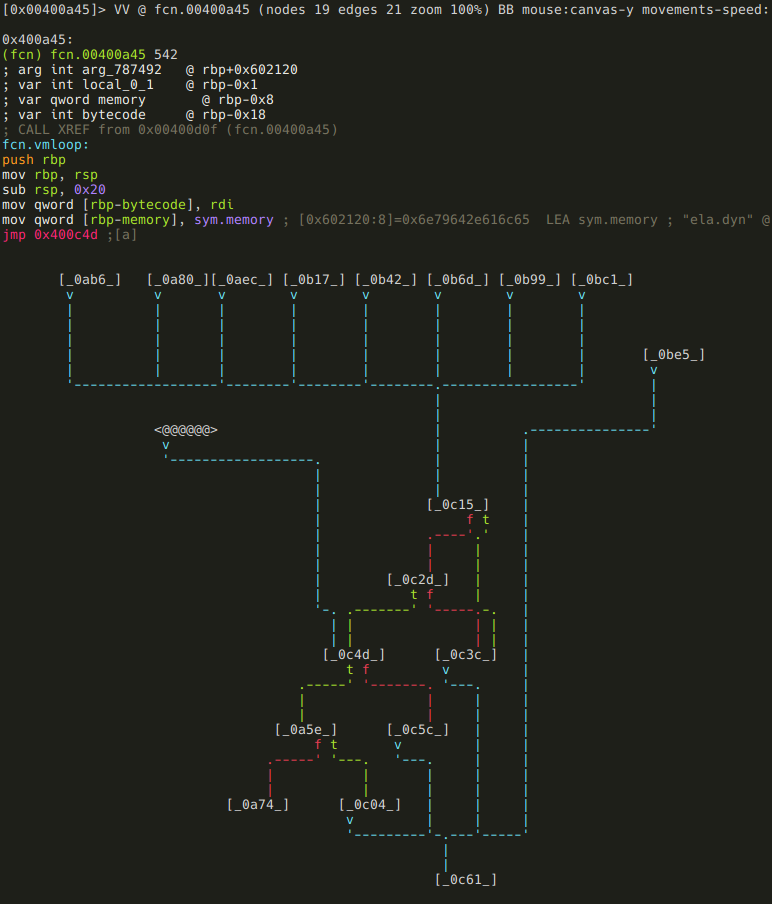 [0x00400a45]> VV @ fcn.00400a45 (nodes 19 edges 21 zoom 100%) BB mouse:canvas-y movements-speed:
0x400a45:
(fcn) fcn.00400a45 542
; arg int arg_787492 @ rbp+0x602120
; var int local_0_1 @ rbp-0x1
; var qword memory @ rbp-0x8
; var int bytecode @ rbp-0x18
; CALL XREF from 0x00400d0f (fcn.00400a45)
fcn.vmloop:
push rbp
mov rbp, rsp
sub rsp, 0x20
mov qword [rbp-bytecode], rdi
mov qword [rbp-memory], sym.memory ; [0x602120:8]=0x6e79642e616c65 LEA sym.memory ; "ela.dyn" @
jmp 0x400c4d ;[a]
[_0ab6_] [_0a80_][_0aec_] [_0b17_] [_0b42_] [_0b6d_] [_0b99_] [_0bc1_]
v v v v v v v v
[_0be5_]
v
<@@@@@@>
v
[_0c15_]
f t
[_0c2d_]
t f
[_0c4d_] [_0c3c_]
t f v
[_0a5e_] [_0c5c_]
f t v
[_0a74_] [_0c04_]
v
[_0c61_]